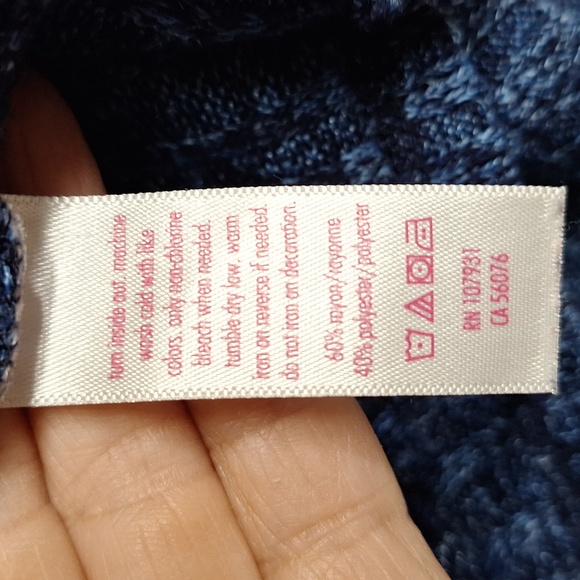 turn inside out, machine
wash cold with like
colors. only non-chlorine
bleach when needed.
tumble dry low. warm
iron on reverse if needed.
do not iron on decoration.
60% rayon/rayonne
40% polyester/polyester
RN 107931
CA 56076